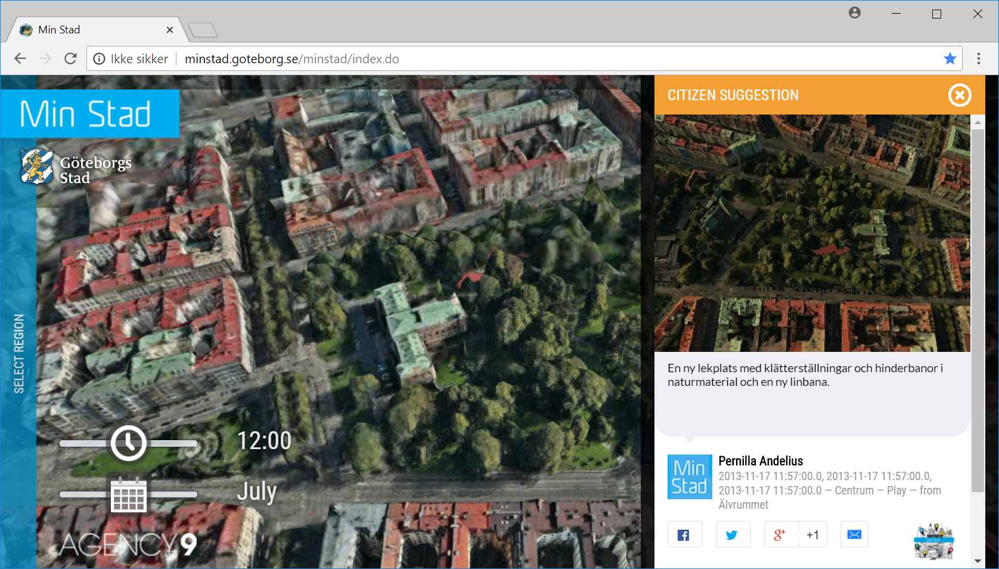 Min Stad
Ikke sikker
minstad.goteborg.se/minstad/index.do
Min Stad
Göteborgs
Stad
SELECT REGION
12:00
July
AGENCY9
CITIZEN SUGGESTION
En ny lekplats med klätterställningar och hinderbanor i
naturmaterial och en ny linbana.
Min
Stad
Pernilla Andelius
2013-11-17 11:57:00.0, 2013-11-17 11:57:00.0,
2013-11-17 11:57:00.0 — Centrum — Play — from
Älvrummet
g+ +1
Min Stad